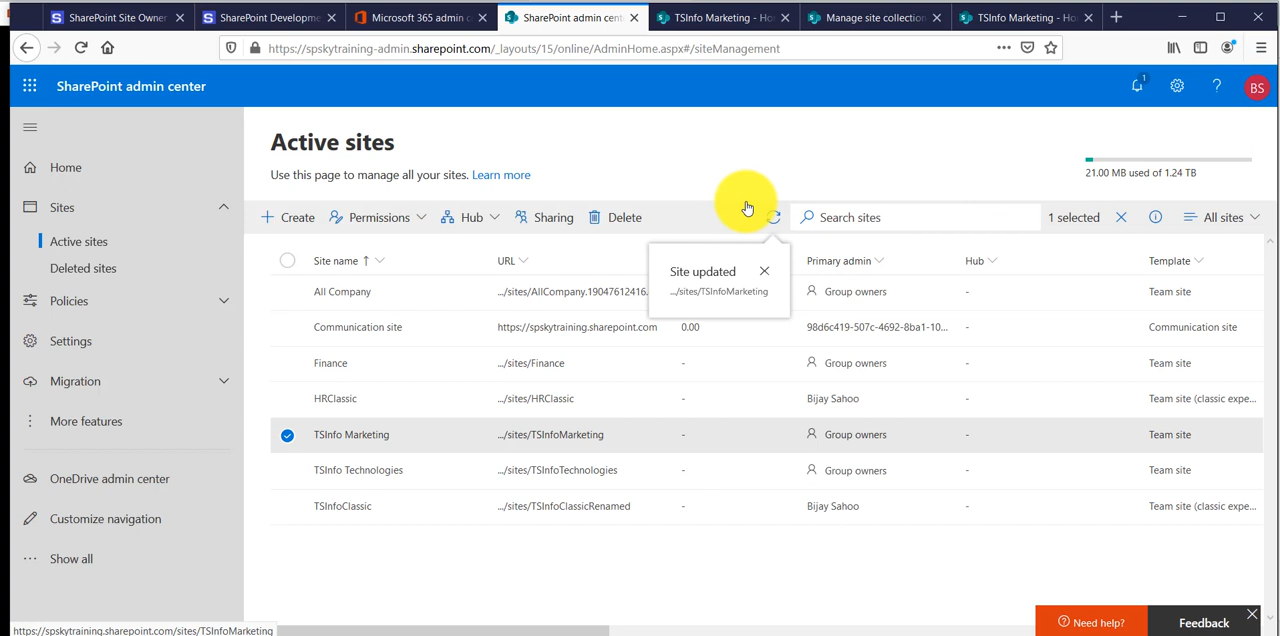 SharePoint Site Owner
SharePoint Developme
Microsoft 365 admin c
SharePoint admin cente
TSInfo Marketing - Ho
Manage site collection
TSInfo Marketing - Ho
https://spskytraining-admin.sharepoint.com/_layouts/15/online/AdminHome.aspx#/siteManagement
SharePoint admin center
1
?
BS
Home
Sites
Active sites
Deleted sites
Policies
Settings
Migration
More features
OneDrive admin center
Customize navigation
Show all
Active sites
Use this page to manage all your sites. Learn more
21.00 MB used of 1.24 TB
Create Permissions Hub Sharing Delete Search sites 1 selected All sites
Site name ↑ URL Primary admin Hub Template
Site updated
.../sites/TSInfoMarketing
All Company .../sites/AllCompany.19047612416. Group owners - Team site
Communication site https://spskytraining.sharepoint.com 0.00 98d6c419-507c-4692-8ba1-10... - Communication site
Finance .../sites/Finance - Group owners - Team site
HRClassic .../sites/HRClassic - Bijay Sahoo - Team site (classic expe...
TSInfo Marketing .../sites/TSInfoMarketing - Group owners - Team site
TSInfo Technologies .../sites/TSInfoTechnologies - Group owners - Team site
TSInfoClassic .../sites/TSInfoClassicRenamed - Bijay Sahoo - Team site (classic expe...
Need help?
Feedback
https://spskytraining.sharepoint.com/sites/TSInfoMarketing